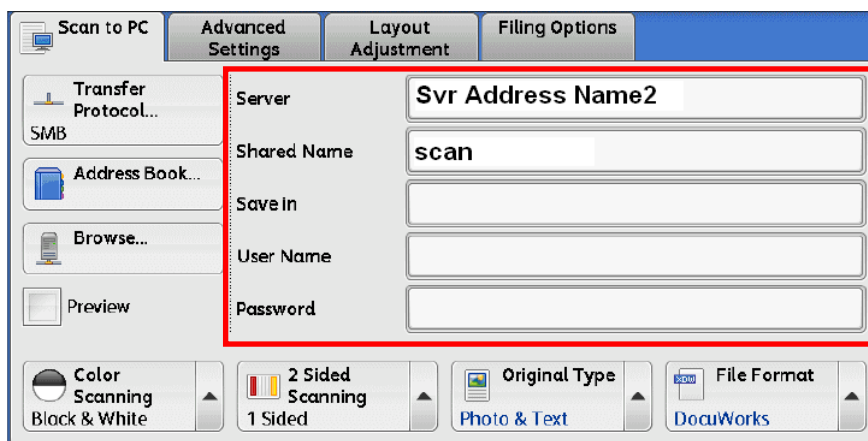 Scan to PC
Advanced
Settings
Layout
Adjustment
Filing Options
Transfer
Protocol...
SMB
Address Book...
Browse...
Preview
Server
Svr Address Name2
Shared Name
scan
Save in
User Name
Password
Color
Scanning
Black & White
2 Sided
Scanning
1 Sided
Original Type
Photo & Text
XDW
File Format
DocuWorks